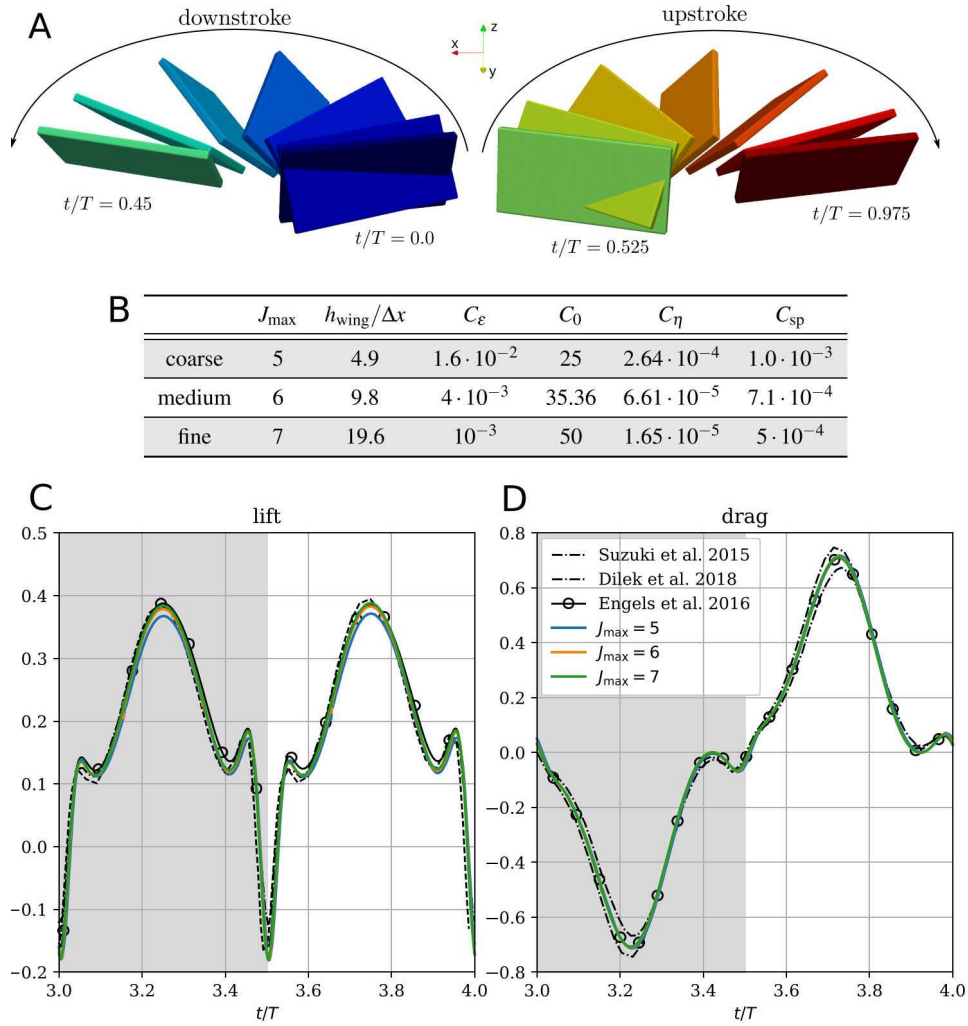 A
downstroke
upstroke
z
x
y
t/T = 0.45
t/T = 0.0
t/T = 0.525
t/T = 0.975
B
J_max h_wing/Δx C_ε C_0 C_η C_sp
coarse 5 4.9 1.6 · 10^−2 25 2.64 · 10^−4 1.0 · 10^−3
medium 6 9.8 4 · 10^−3 35.36 6.61 · 10^−5 7.1 · 10^−4
fine 7 19.6 10^−3 50 1.65 · 10^−5 5 · 10^−4
C
lift
0.5
0.4
0.3
0.2
0.1
0.0
−0.1
−0.2
3.0 3.2 3.4 3.6 3.8 4.0
t/T
D
drag
Suzuki et al. 2015
Dilek et al. 2018
Engels et al. 2016
J_max = 5
J_max = 6
J_max = 7
0.8
0.6
0.4
0.2
0.0
−0.2
−0.4
−0.6
−0.8
3.0 3.2 3.4 3.6 3.8 4.0
t/T